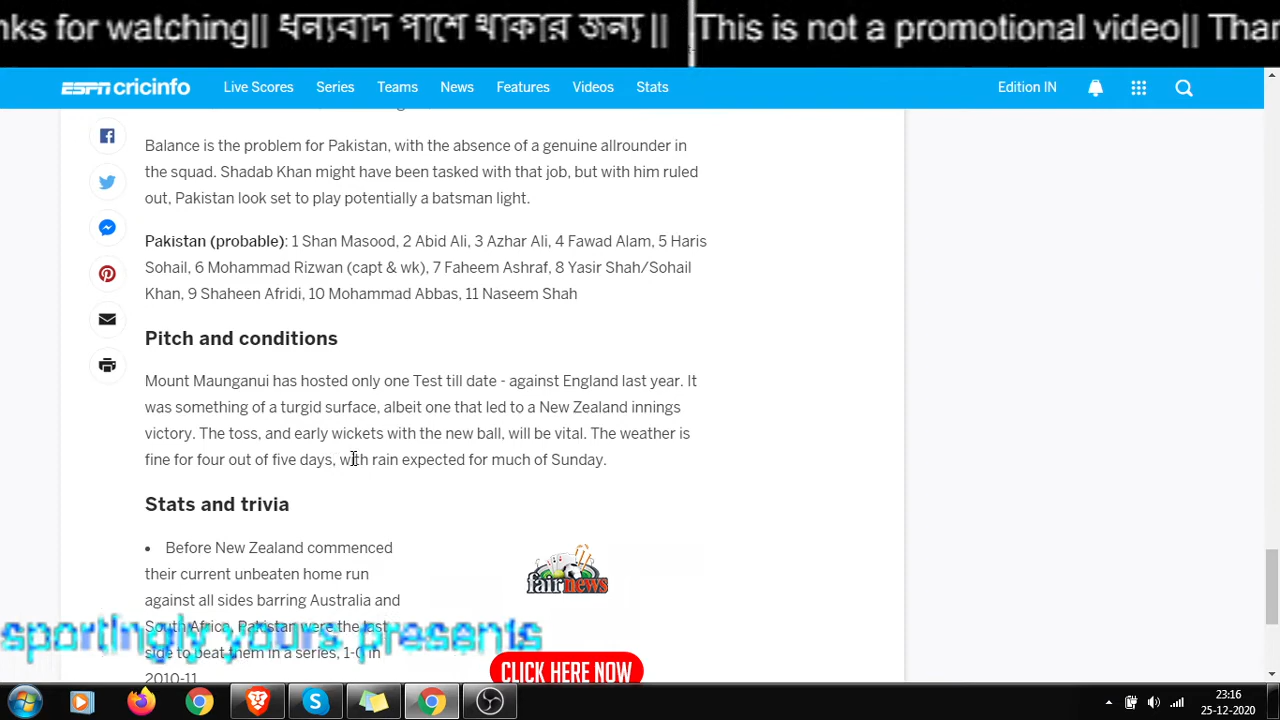 nks for watching|| ধন্যবাদ পাশে থাকার জন্য || This is not a promotional video|| Than
ESPN cricinfo Live Scores Series Teams News Features Videos Stats Edition IN
Balance is the problem for Pakistan, with the absence of a genuine allrounder in
the squad. Shadab Khan might have been tasked with that job, but with him ruled
out, Pakistan look set to play potentially a batsman light.
Pakistan (probable): 1 Shan Masood, 2 Abid Ali, 3 Azhar Ali, 4 Fawad Alam, 5 Haris
Sohail, 6 Mohammad Rizwan (capt & wk), 7 Faheem Ashraf, 8 Yasir Shah/Sohail
Khan, 9 Shaheen Afridi, 10 Mohammad Abbas, 11 Naseem Shah
Pitch and conditions
Mount Maunganui has hosted only one Test till date - against England last year. It
was something of a turgid surface, albeit one that led to a New Zealand innings
victory. The toss, and early wickets with the new ball, will be vital. The weather is
fine for four out of five days, with rain expected for much of Sunday.
Stats and trivia
• Before New Zealand commenced
their current unbeaten home run
against all sides barring Australia and
South Africa, Pakistan were the last
side to beat them in a series, 1-0 in
2010-11
fairnews
CLICK HERE NOW
sportingly yours presents
23:16
25-12-2020